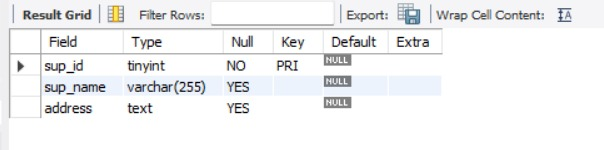 Result Grid Filter Rows: Export: Wrap Cell Content: IA
Field Type Null Key Default Extra
sup_id tinyint NO PRI NULL
sup_name varchar(255) YES NULL
address text YES NULL